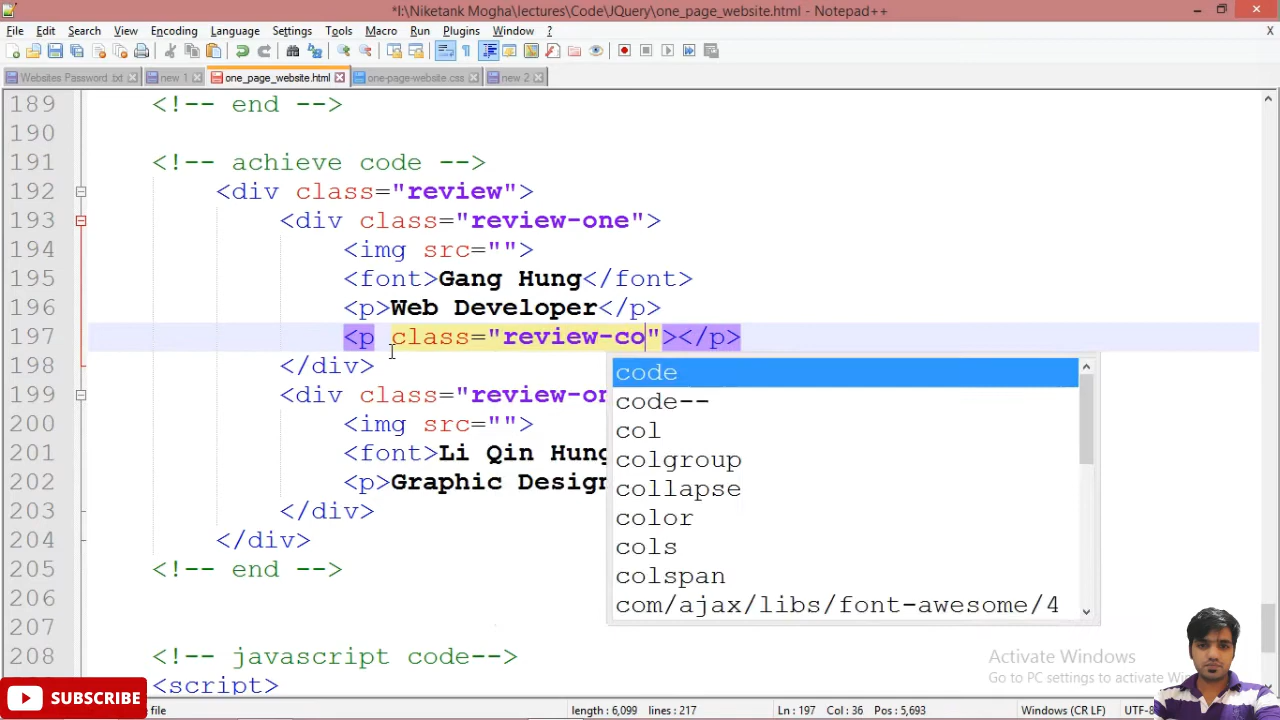 *I:\Niketank Mogha\lectures\Code\JQuery\one_page_website.html - Notepad++
File Edit Search View Encoding Language Settings Tools Macro Run Plugins Window ?
X
Websites Password txt new 1 one_page_website.html one-page-website.css new 2
189 <!-- end -->
190
191 <!-- achieve code -->
192 <div class="review">
193 <div class="review-one">
194 <img src="">
195 <font>Gang Hung</font>
196 <p>Web Developer</p>
197 <p class="review-co"></p>
198 </div>
code
199 <div class="review-on
code--
200 <img src="">
col
201 <font>Li Qin Hung
colgroup
202 <p>Graphic Design
collapse
203 </div>
color
204 </div>
cols
205 <!-- end -->
colspan
206
com/ajax/libs/font-awesome/4
207
208 <!-- javascript code-->
<script>
Activate Windows
Go to PC settings to activate Win
SUBSCRIBE
file length : 6,099 lines : 217 Ln : 197 Col : 36 Pos : 5,693 Windows (CR LF) UTF-8